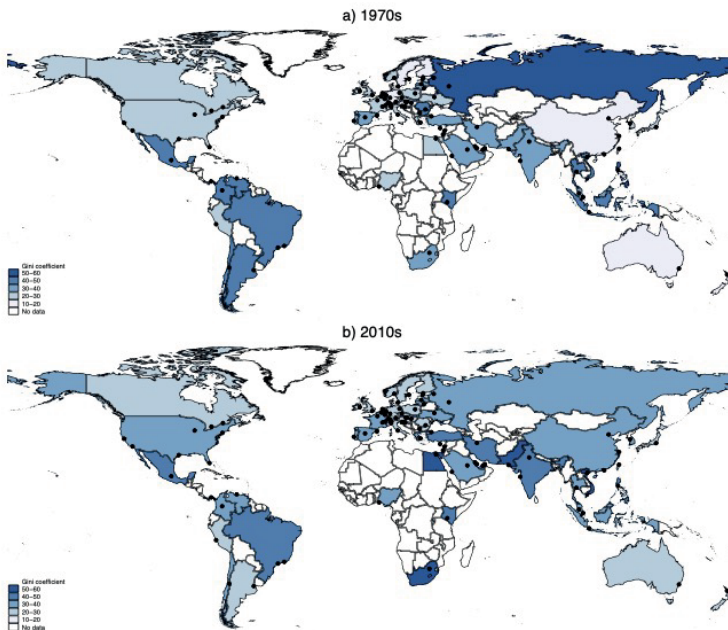 a) 1970s
Gini coefficient
50-60
40-50
30-40
20-30
10-20
No data
b) 2010s
Gini coefficient
50-60
40-50
30-40
20-30
10-20
No data